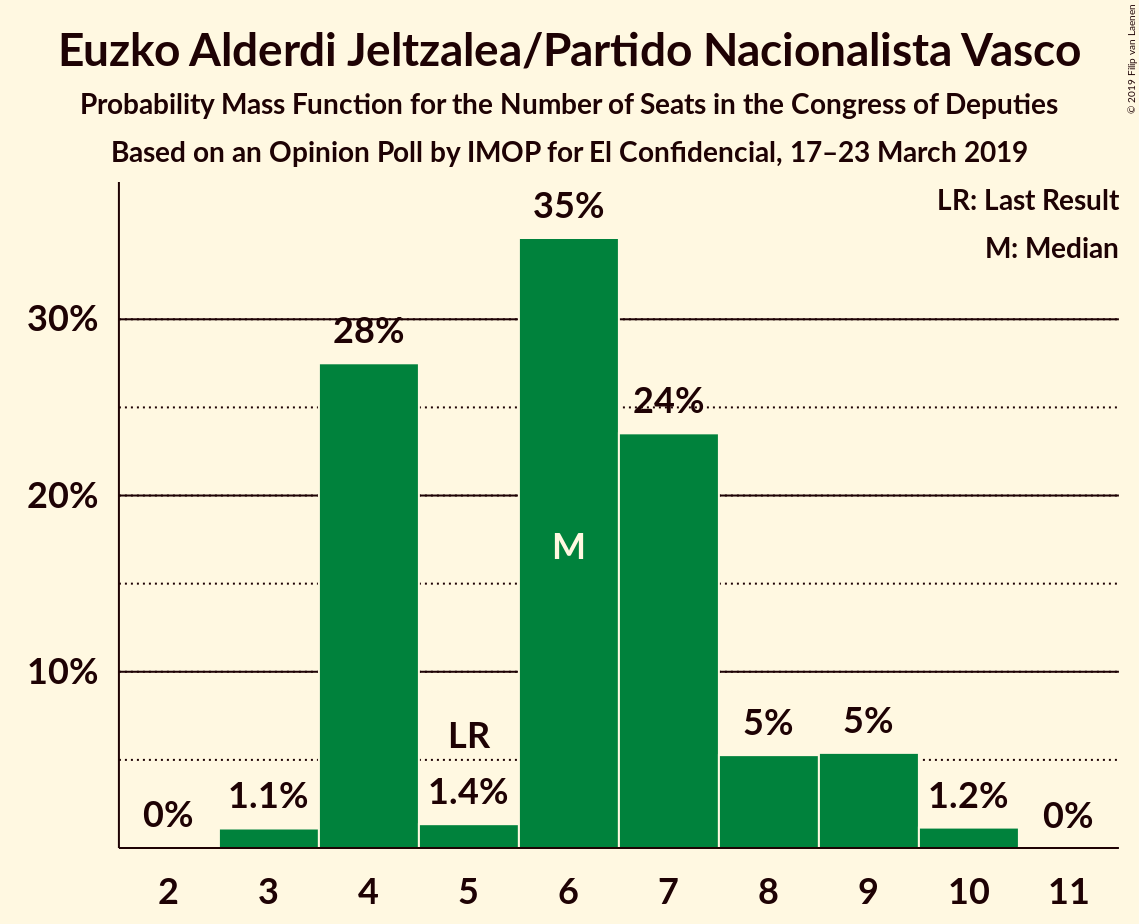 Euzko Alderdi Jeltzalea/Partido Nacionalista Vasco
Probability Mass Function for the Number of Seats in the Congress of Deputies
Based on an Opinion Poll by IMOP for El Confidencial, 17–23 March 2019
© 2019 Filip van Laenen
LR: Last Result
M: Median
35%
30%
28%
24%
20%
M
10%
LR
5%
5%
0%
1.1%
1.4%
1.2%
0%
2 3 4 5 6 7 8 9 10 11